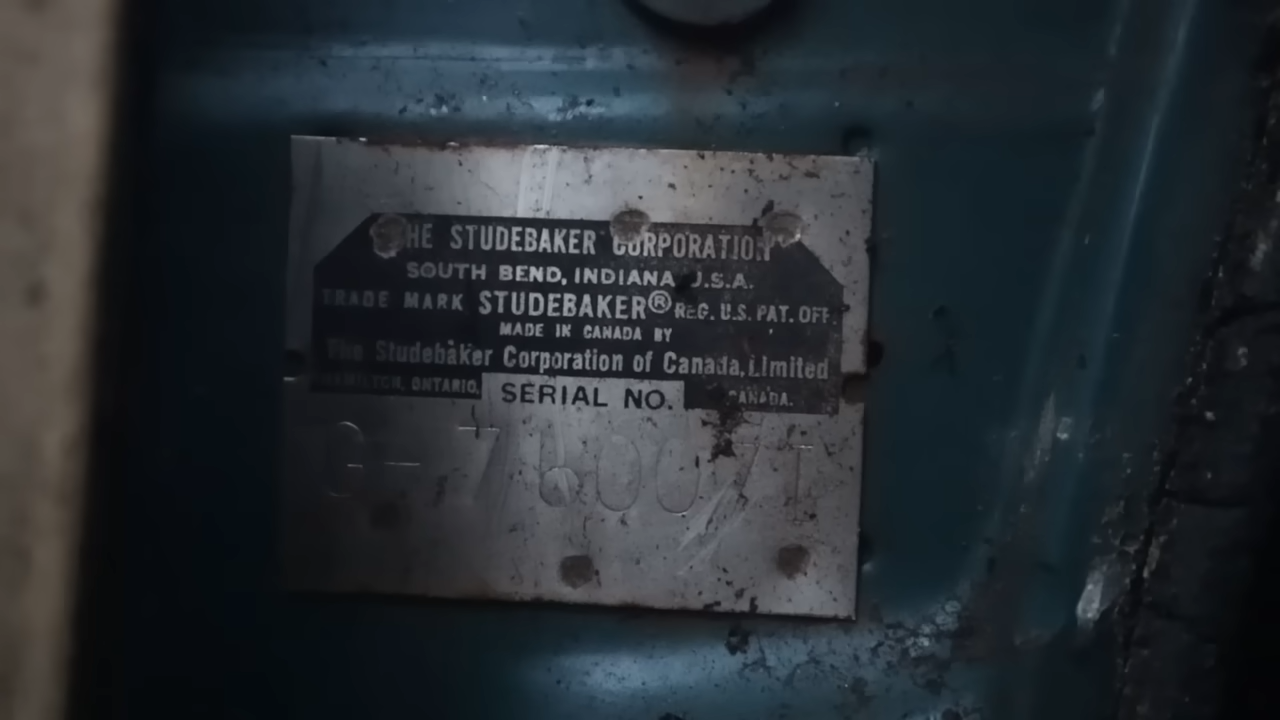 THE STUDEBAKER CORPORATION
SOUTH BEND, INDIANA, U.S.A.
TRADE MARK STUDEBAKER® REG. U.S. PAT. OFF.
MADE IN CANADA BY
The Studebaker Corporation of Canada, Limited
HAMILTON, ONTARIO, CANADA.
SERIAL NO.